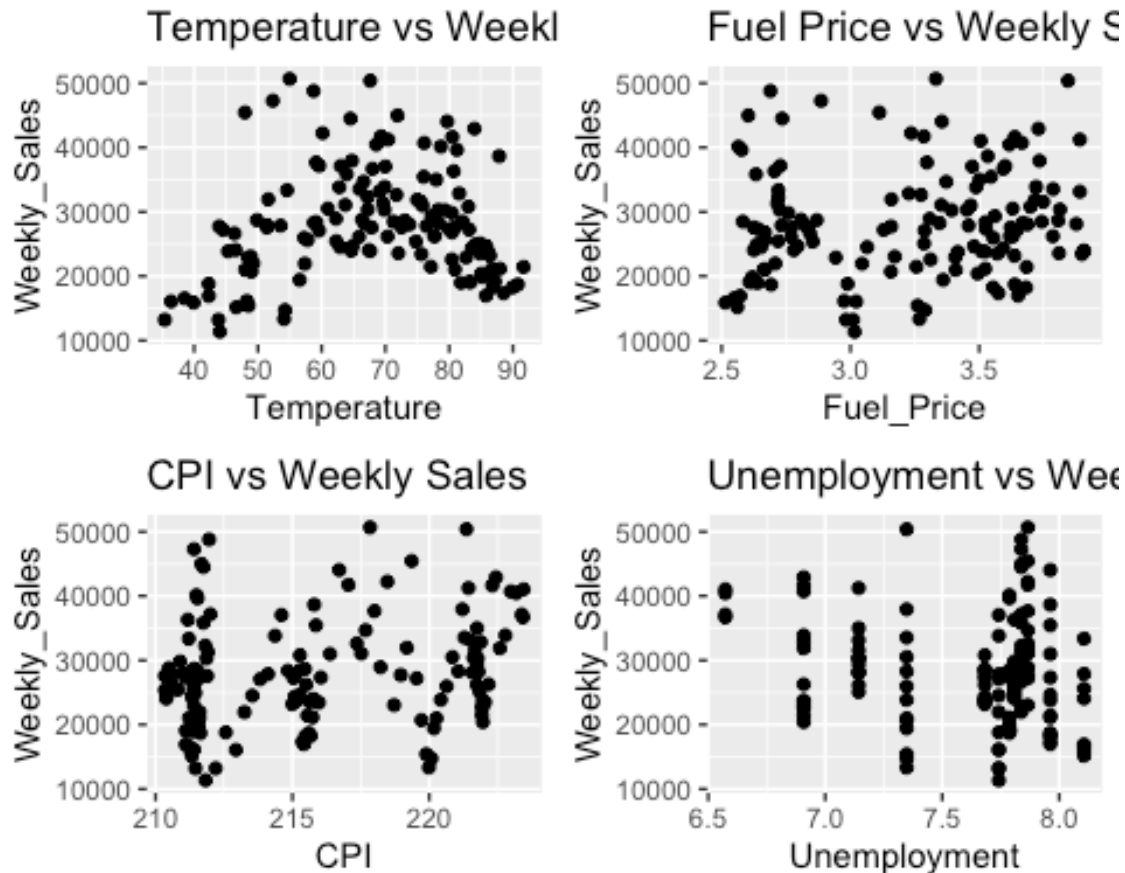 Temperature vs Weekl
Weekly_Sales
50000
40000
30000
20000
10000
40 50 60 70 80 90
Temperature
Fuel Price vs Weekly S
Weekly_Sales
50000
40000
30000
20000
10000
2.5 3.0 3.5
Fuel_Price
CPI vs Weekly Sales
Weekly_Sales
50000
40000
30000
20000
10000
210 215 220
CPI
Unemployment vs Wee
Weekly_Sales
50000
40000
30000
20000
10000
6.5 7.0 7.5 8.0
Unemployment